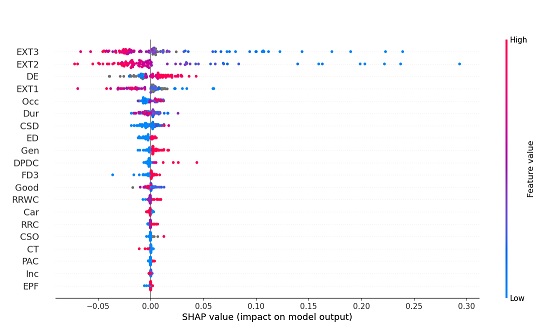 High
EXT3
EXT2
DE
EXT1
Occ
Dur
CSD
ED
Gen
DPDC
FD3
Good
RRWC
Car
RRC
CSO
CT
PAC
Inc
EPF
Feature value
Low
−0.05 0.00 0.05 0.10 0.15 0.20 0.25 0.30
SHAP value (impact on model output)